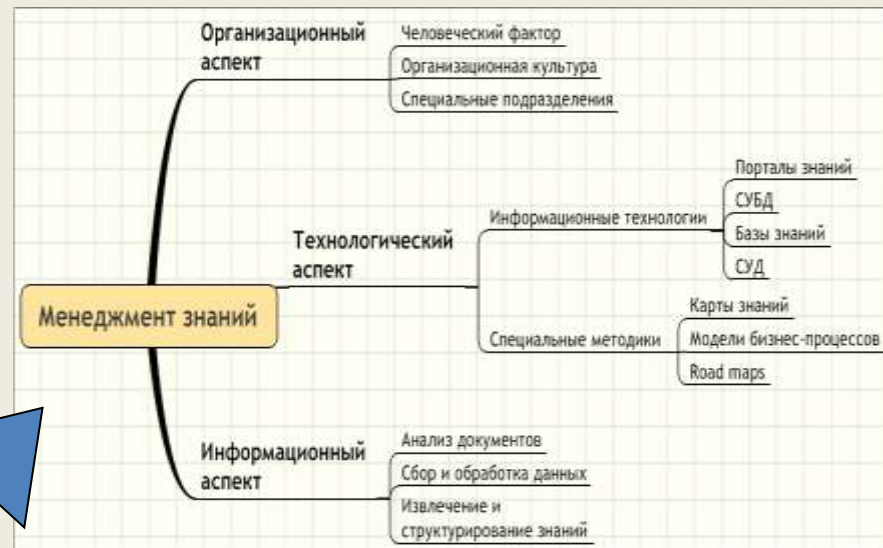 Организационный
аспект
Человеческий фактор
Организационная культура
Специальные подразделения
Менеджмент знаний
Технологический
аспект
Информационные технологии
Порталы знаний
СУБД
Базы знаний
СУД
Специальные методики
Карты знаний
Модели бизнес-процессов
Road maps
Информационный
аспект
Анализ документов
Сбор и обработка данных
Извлечение и
структурирование знаний